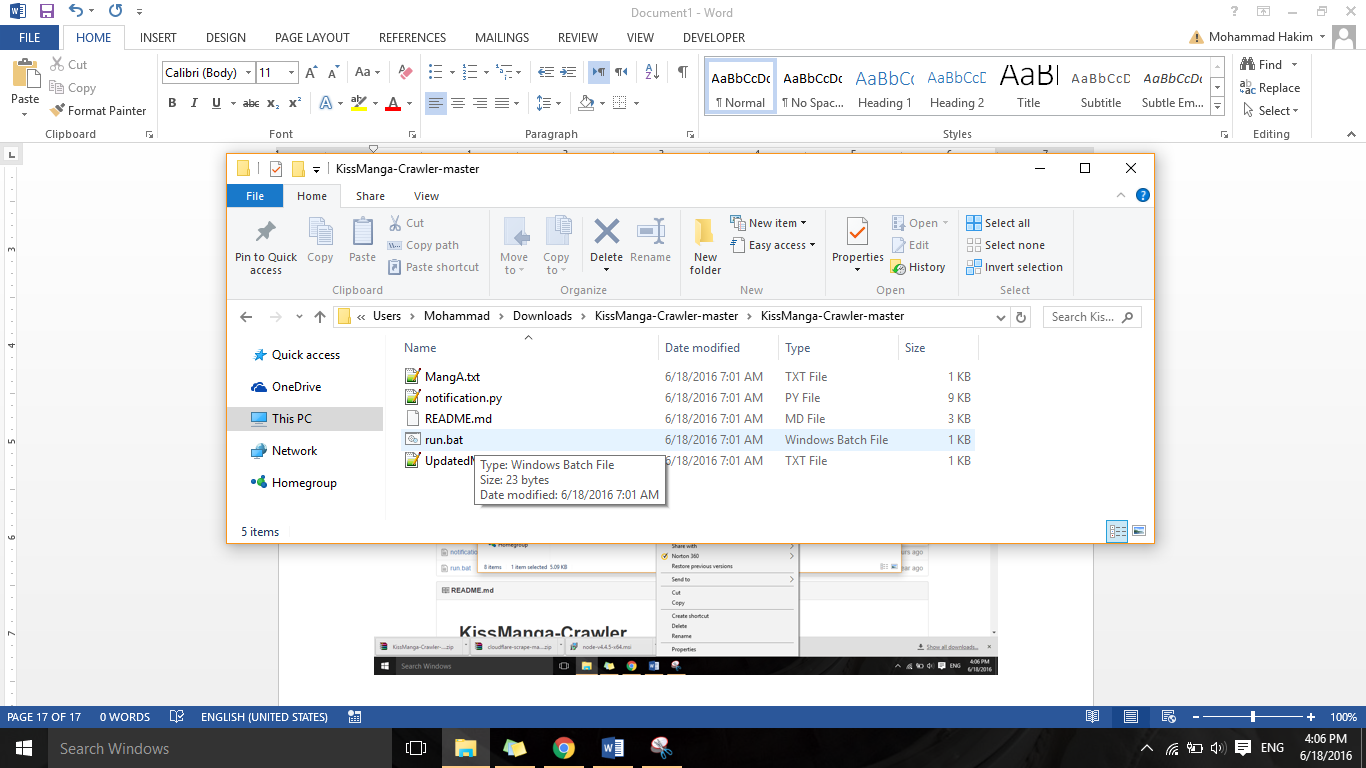 Document1 - Word
FILE HOME INSERT DESIGN PAGE LAYOUT REFERENCES MAILINGS REVIEW VIEW DEVELOPER Mohammad Hakim
Paste
Cut
Copy
Format Painter
Clipboard
Calibri (Body) 11
Font
Paragraph
AaBbCcDc AaBbCcDc AaBbCc AaBbCcD AaBl AaBbCcD AaBbCcDc
¶ Normal ¶ No Spac... Heading 1 Heading 2 Title Subtitle Subtle Em...
Styles
Find
Replace
Select
Editing
KissManga-Crawler-master
File Home Share View
Pin to Quick access
Copy
Paste
Cut
Copy path
Paste shortcut
Clipboard
Move to
Copy to
Delete
Rename
Organize
New folder
New item
Easy access
New
Properties
Open
Edit
History
Open
Select all
Select none
Invert selection
Select
« Users > Mohammad > Downloads > KissManga-Crawler-master > KissManga-Crawler-master
Search Kis...
Quick access
OneDrive
This PC
Network
Homegroup
Name Date modified Type Size
MangA.txt 6/18/2016 7:01 AM TXT File 1 KB
notification.py 6/18/2016 7:01 AM PY File 9 KB
README.md 6/18/2016 7:01 AM MD File 3 KB
run.bat 6/18/2016 7:01 AM Windows Batch File 1 KB
UpdatedM 6/18/2016 7:01 AM TXT File 1 KB
Type: Windows Batch File
Size: 23 bytes
Date modified: 6/18/2016 7:01 AM
5 items
Homegroup
8 items 1 item selected 5.09 KB
notification
run bat
ago
year ago
README.md
KissManga-Crawler
Share with
Norton 360
Restore previous versions
Send to
Cut
Copy
Create shortcut
Delete
Rename
Properties
KissManga-Crawler-....zip cloudflare-scrape-ma....zip node-v4.4.5-x64.msi Show all downloads...
Search Windows ENG 4:06 PM
6/18/2016
PAGE 17 OF 17 0 WORDS ENGLISH (UNITED STATES) 100%
Search Windows ENG 4:06 PM
6/18/2016